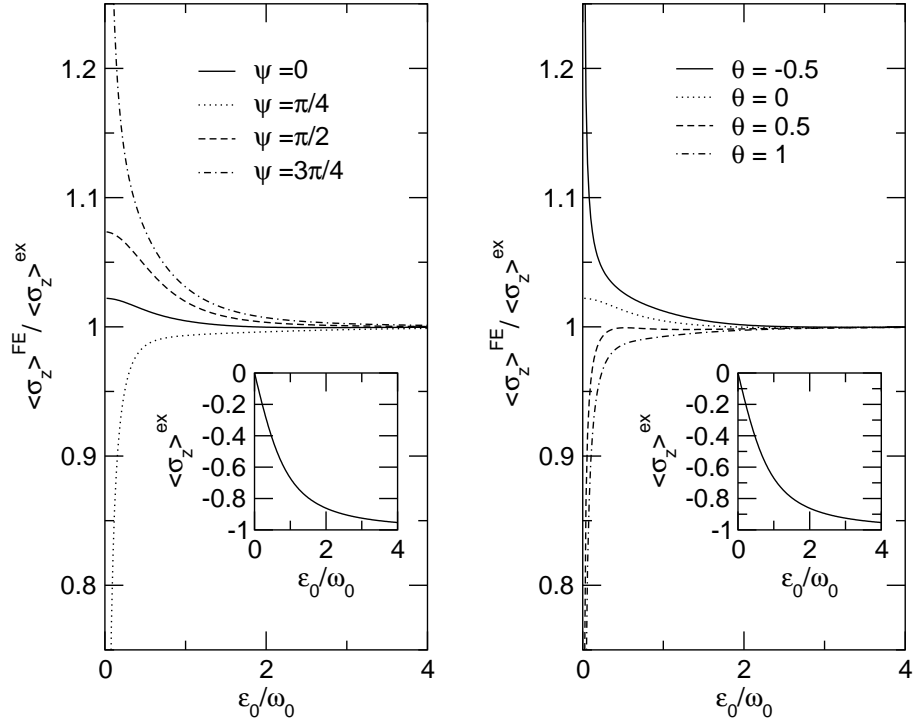 ψ =0
ψ =π/4
ψ =π/2
ψ =3π/4
1.2
1.1
1
0.9
0.8
<σz>^FE / <σz>^ex
0 2 4
ε0/ω0
0
-0.2
-0.4
-0.6
-0.8
-1
<σz>^ex
0 2 4
ε0/ω0
θ = -0.5
θ = 0
θ = 0.5
θ = 1
1.2
1.1
1
0.9
0.8
<σz>^FE / <σz>^ex
0 2 4
ε0/ω0
0
-0.2
-0.4
-0.6
-0.8
-1
<σz>^ex
0 2 4
ε0/ω0